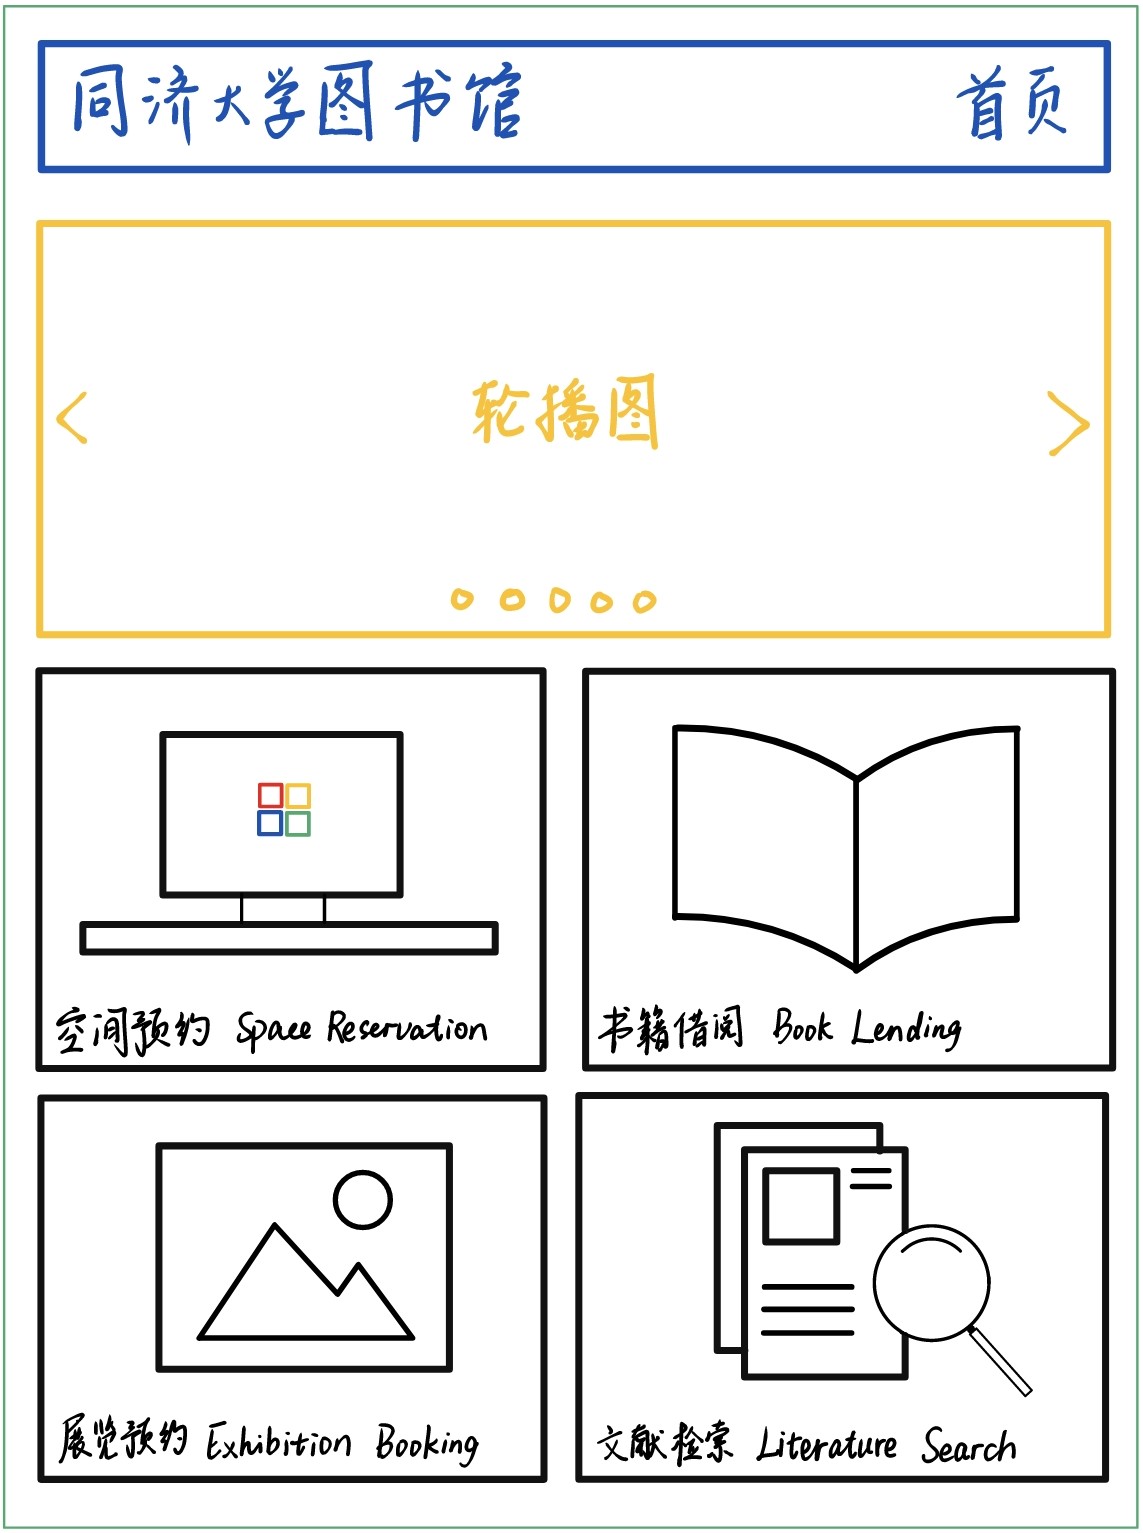 同济大学图书馆 首页
轮播图
空间预约 Space Reservation
书籍借阅 Book Lending
展览预约 Exhibition Booking
文献检索 Literature Search